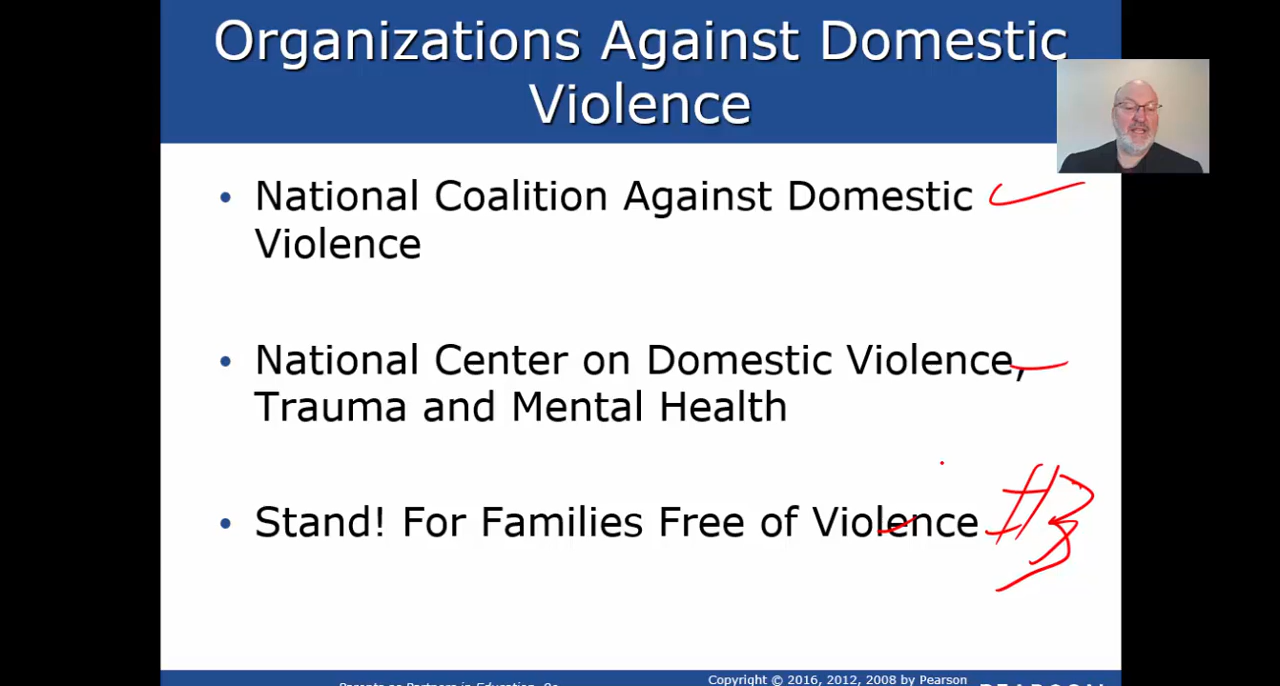 Organizations Against Domestic
Violence
• National Coalition Against Domestic
Violence
• National Center on Domestic Violence,
Trauma and Mental Health
• Stand! For Families Free of Violence
#3
Copyright © 2016, 2012, 2008 by Pearson